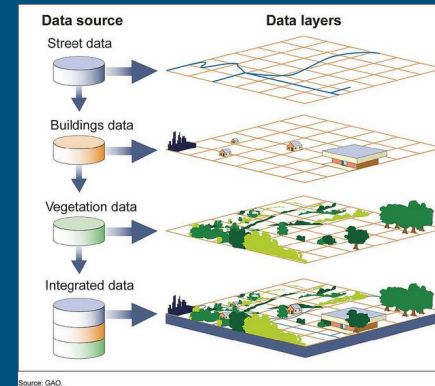 Data source
Data layers
Street data
Buildings data
Vegetation data
Integrated data
Source: GAO.